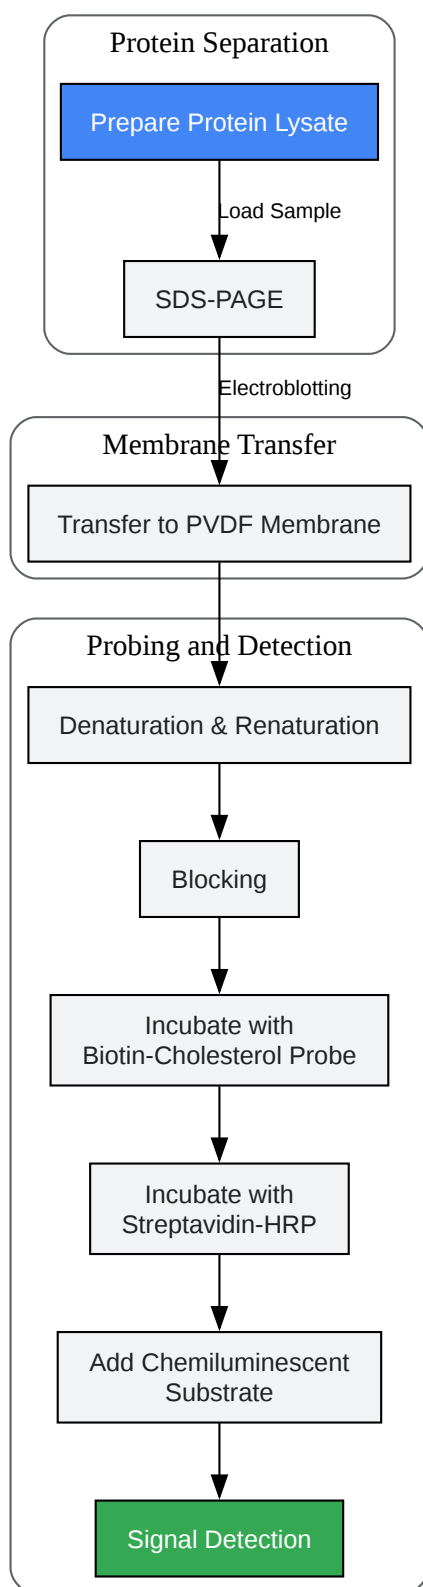 Protein Separation
Prepare Protein Lysate
Load Sample
SDS-PAGE
Electroblotting
Membrane Transfer
Transfer to PVDF Membrane
Probing and Detection
Denaturation & Renaturation
Blocking
Incubate with
Biotin-Cholesterol Probe
Incubate with
Streptavidin-HRP
Add Chemiluminescent
Substrate
Signal Detection